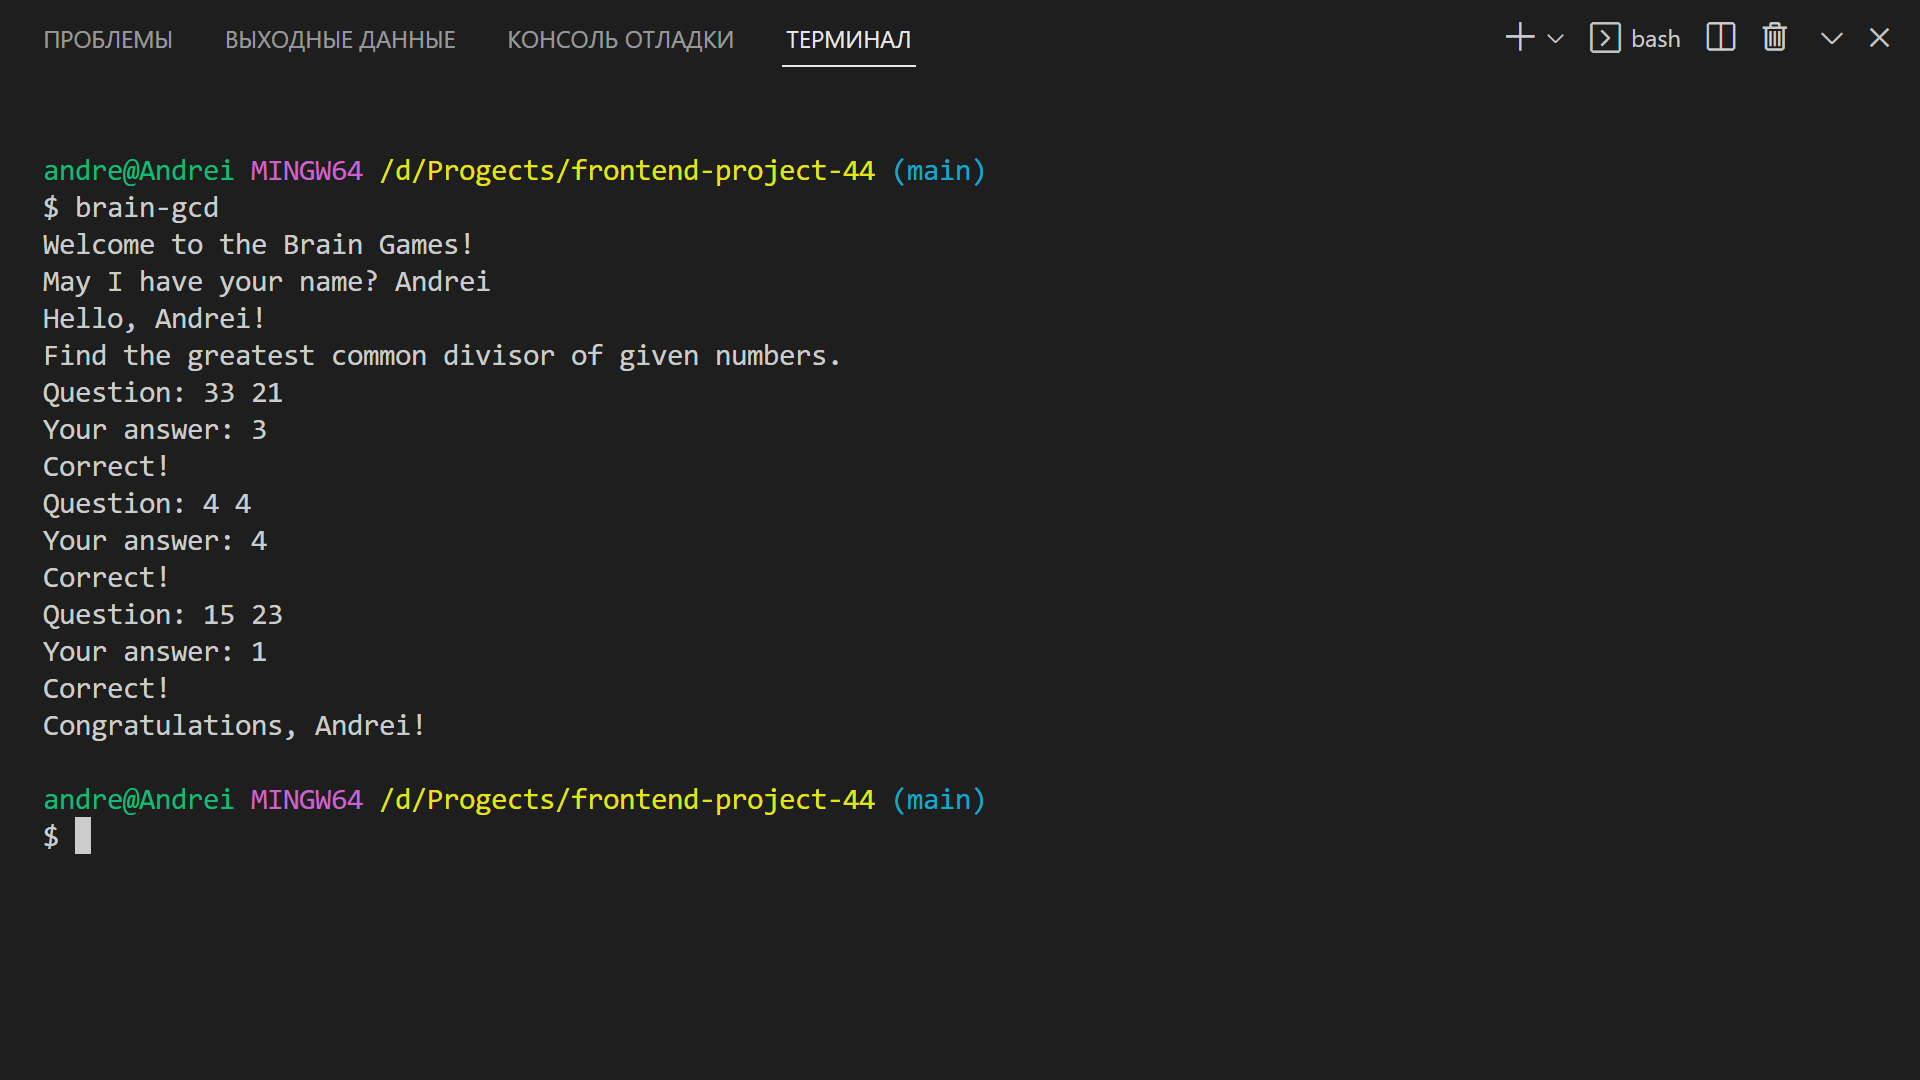 ПРОБЛЕМЫ ВЫХОДНЫЕ ДАННЫЕ КОНСОЛЬ ОТЛАДКИ ТЕРМИНАЛ bash
andre@Andrei MINGW64 /d/Progects/frontend-project-44 (main)
$ brain-gcd
Welcome to the Brain Games!
May I have your name? Andrei
Hello, Andrei!
Find the greatest common divisor of given numbers.
Question: 33 21
Your answer: 3
Correct!
Question: 4 4
Your answer: 4
Correct!
Question: 15 23
Your answer: 1
Correct!
Congratulations, Andrei!
andre@Andrei MINGW64 /d/Progects/frontend-project-44 (main)
$